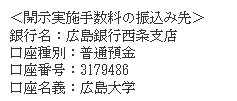 ＜開示実施手数料の振込み先＞
銀行名：広島銀行西条支店
口座種別：普通預金
口座番号：3179486
口座名義：広島大学